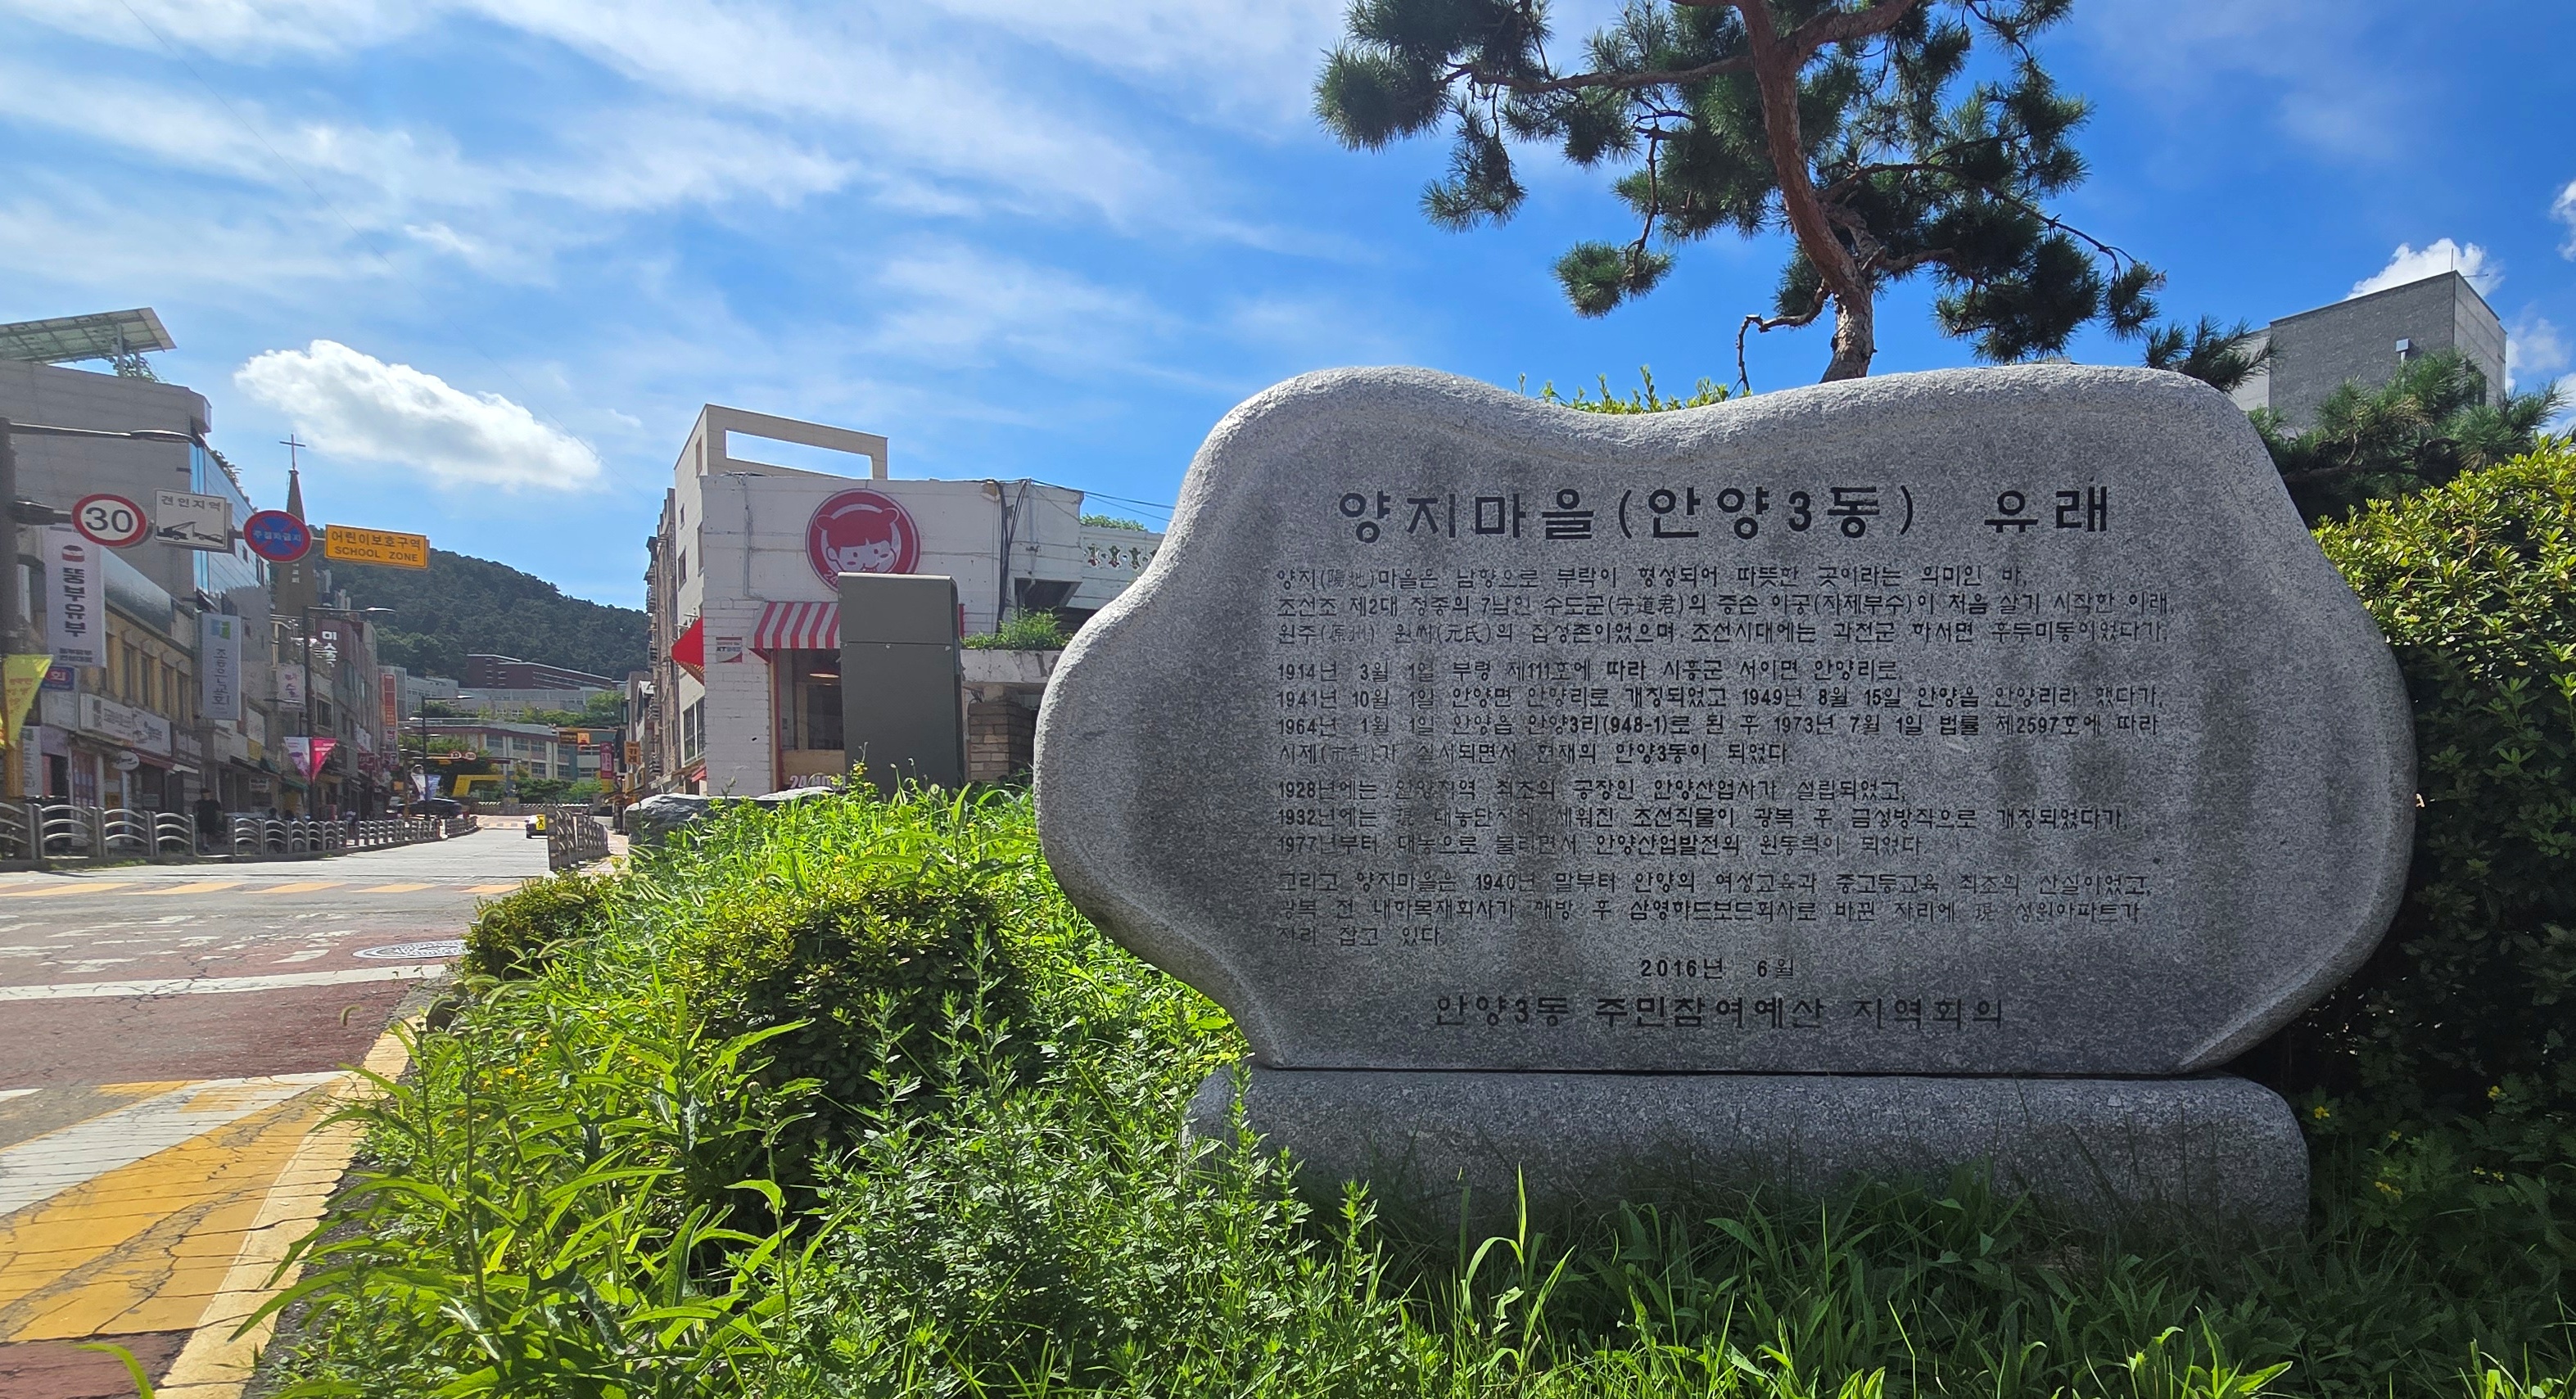 30
견인지역
주정차금지
어린이보호구역
SCHOOL ZONE
뚱보유부
양지마을(안양3동) 유래
양지(陽地)마을은 남향으로 부락이 형성되어 따뜻한 곳이라는 의미인 바,
조선조 제2대 정종의 7남인 수도군(守道君)의 증손 이공(자제부수)이 처음 살기 시작한 이래,
원주(原州) 원씨(元氏)의 집성촌이었으며 조선시대에는 과천군 하서면 후두미동이었다가,
1914년 3월 1일 부령 제111호에 따라 시흥군 서이면 안양리로,
1941년 10월 1일 안양면 안양리로 개칭되었고 1949년 8월 15일 안양읍 안양리라 했다가,
1964년 1월 1일 안양읍 안양3리(948-1)로 된 후 1973년 7월 1일 법률 제2597호에 따라
시제(市制)가 실시되면서 현재의 안양3동이 되었다.
1928년에는 안양지역 최초의 공장인 안양산업사가 설립되었고,
1932년에는 現 대농단지에 세워진 조선직물이 광복 후 금성방직으로 개칭되었다가,
1977년부터 대농으로 불리면서 안양산업발전의 원동력이 되었다
그리고 양지마을은 1940년 말부터 안양의 여성교육과 중고등교육 최초의 산실이었고,
광복 전 내하목재회사가 해방 후 삼영하드보드회사로 바뀐 자리에 現 성원아파트가
자리 잡고 있다.
2016년 6월
안양3동 주민참여예산 지역회의